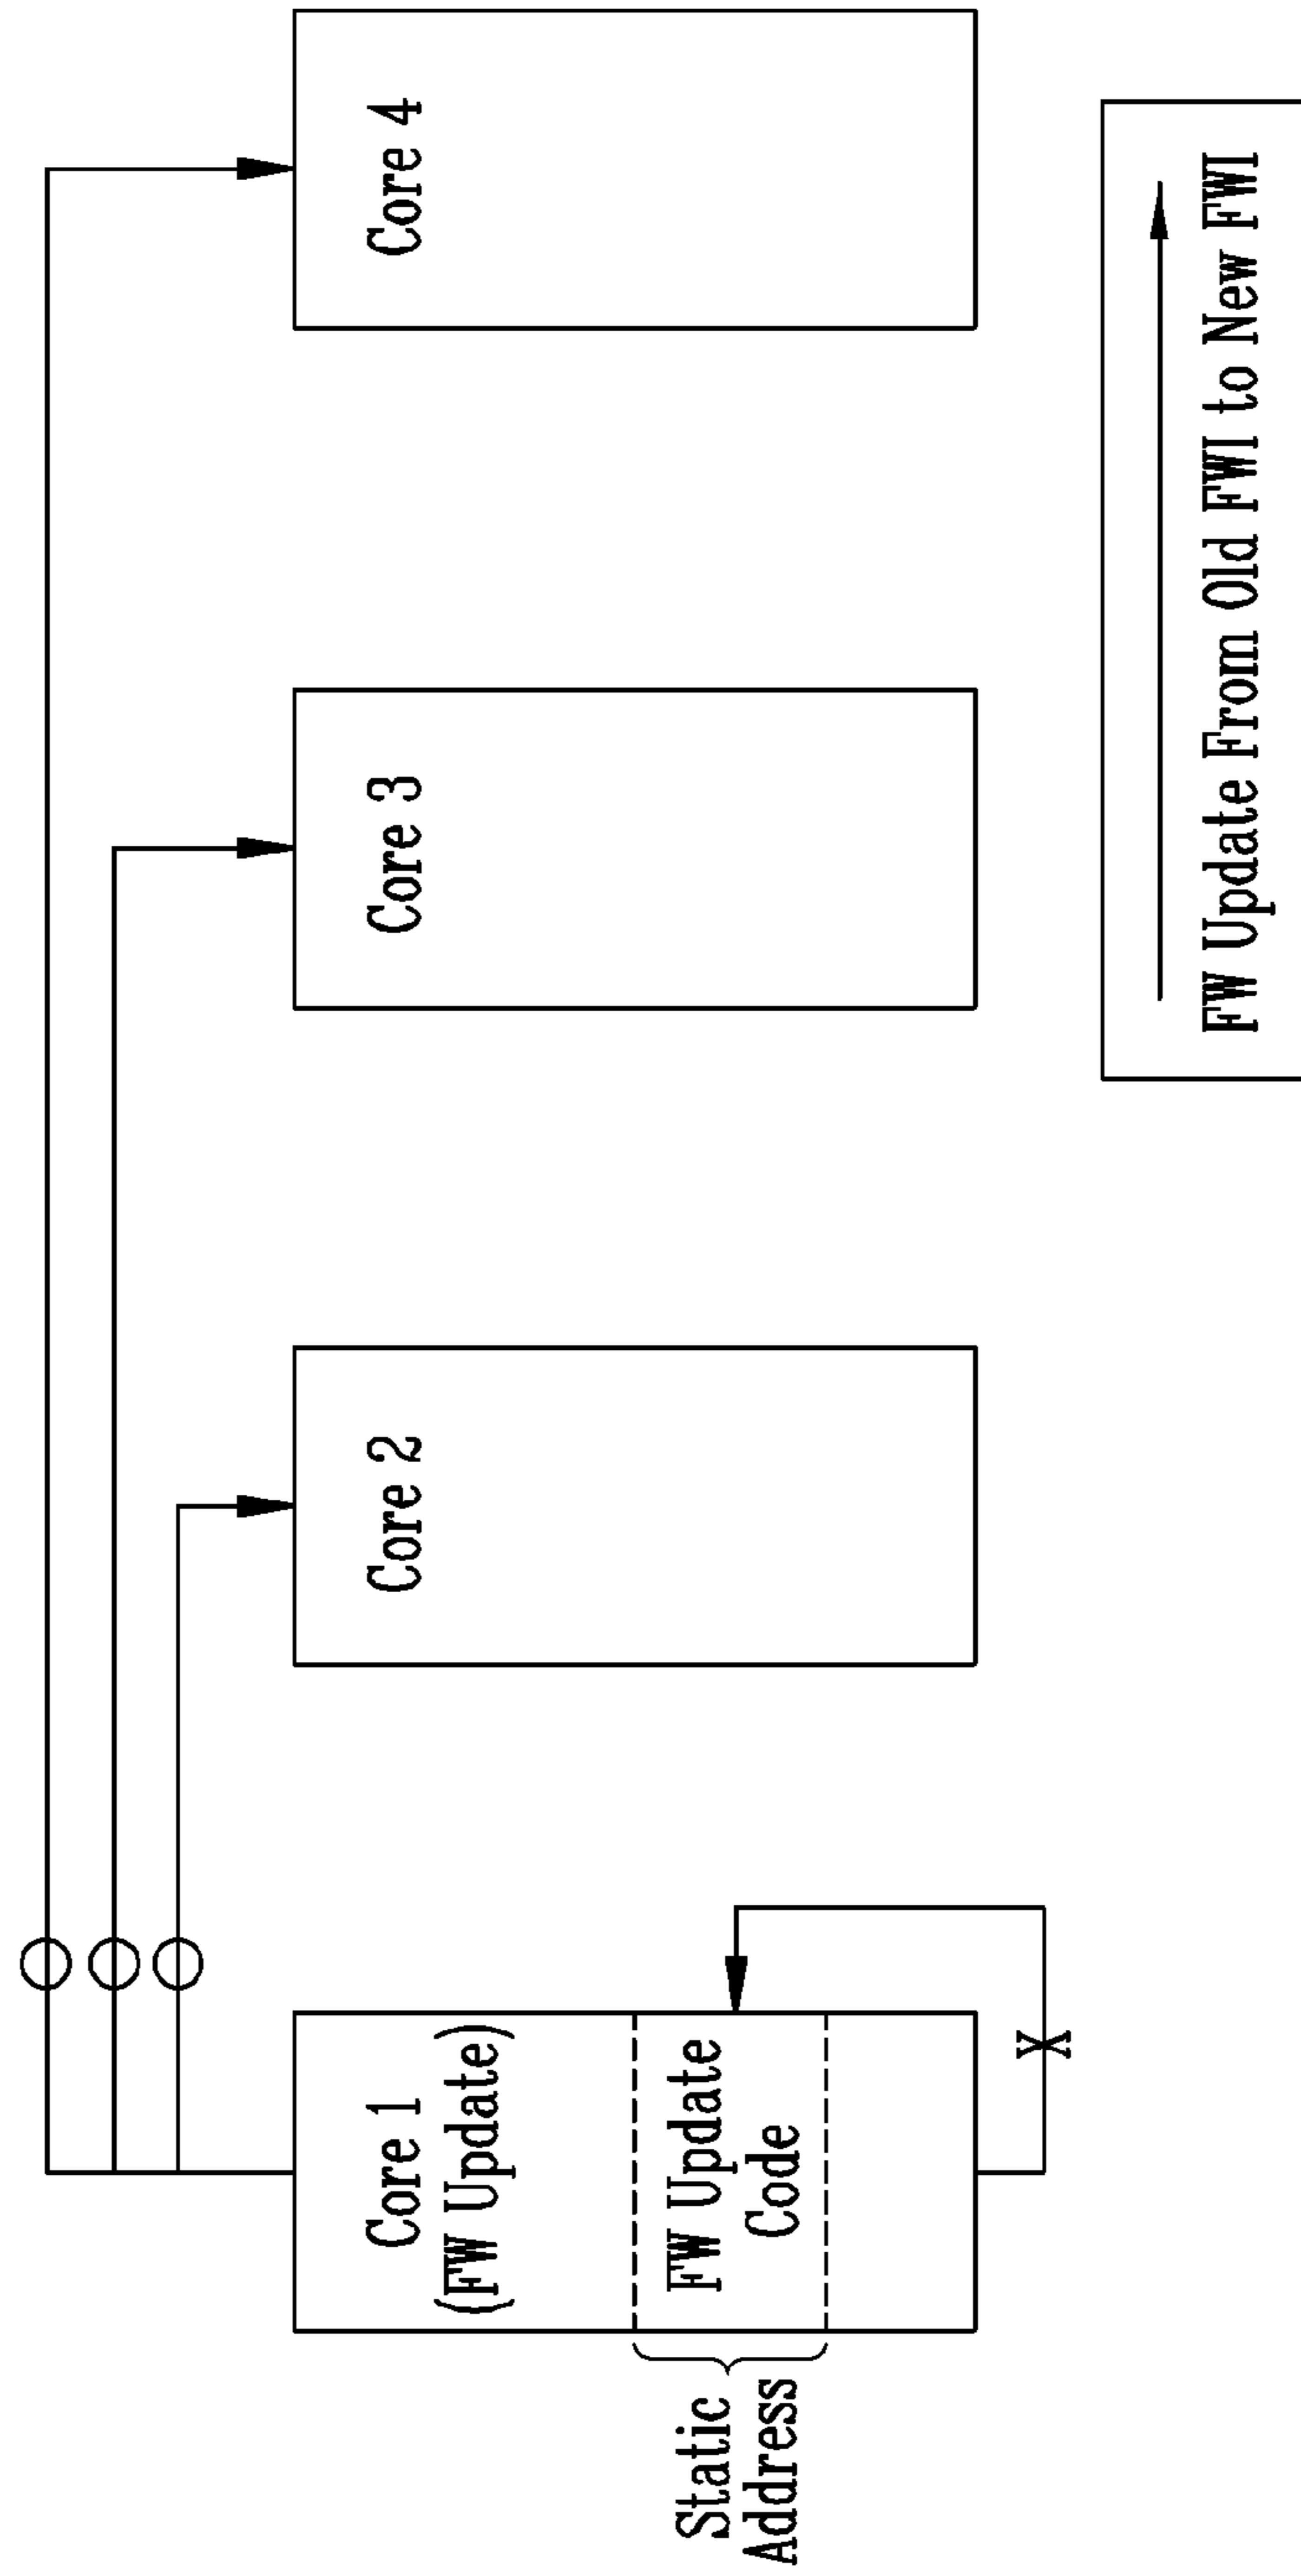 Core 1
(FW Update)
Static
Address
FW Update
Code
X
Core 2
Core 3
Core 4
FW Update From Old FWI to New FWI